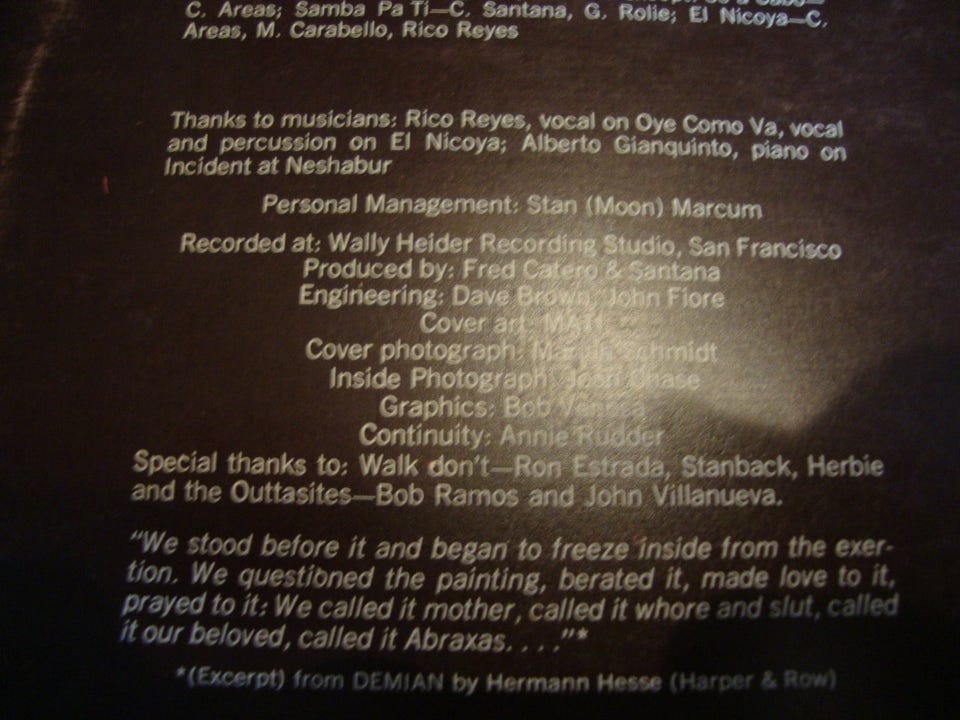 C. Areas; Samba Pa Ti—C. Santana, G. Rolie; El Nicoya—C.
Areas, M. Carabello, Rico Reyes
Thanks to musicians: Rico Reyes, vocal on Oye Como Va, vocal
and percussion on El Nicoya; Alberto Gianquinto, piano on
Incident at Neshabur
Personal Management: Stan (Moon) Marcum
Recorded at: Wally Heider Recording Studio, San Francisco
Produced by: Fred Catero & Santana
Engineering: Dave Brown, John Fiore
Cover art: MATI
Cover photograph: Schmidt
Inside Photograph: Joan Chase
Graphics: Bob Venosa
Continuity: Annie Rudder
Special thanks to: Walk don't—Ron Estrada, Stanback, Herbie
and the Outtasites—Bob Ramos and John Villanueva.
"We stood before it and began to freeze inside from the exer-
tion. We questioned the painting, berated it, made love to it,
prayed to it: We called it mother, called it whore and slut, called
it our beloved, called it Abraxas. . . ."*
*(Excerpt) from DEMIAN by Hermann Hesse (Harper & Row)